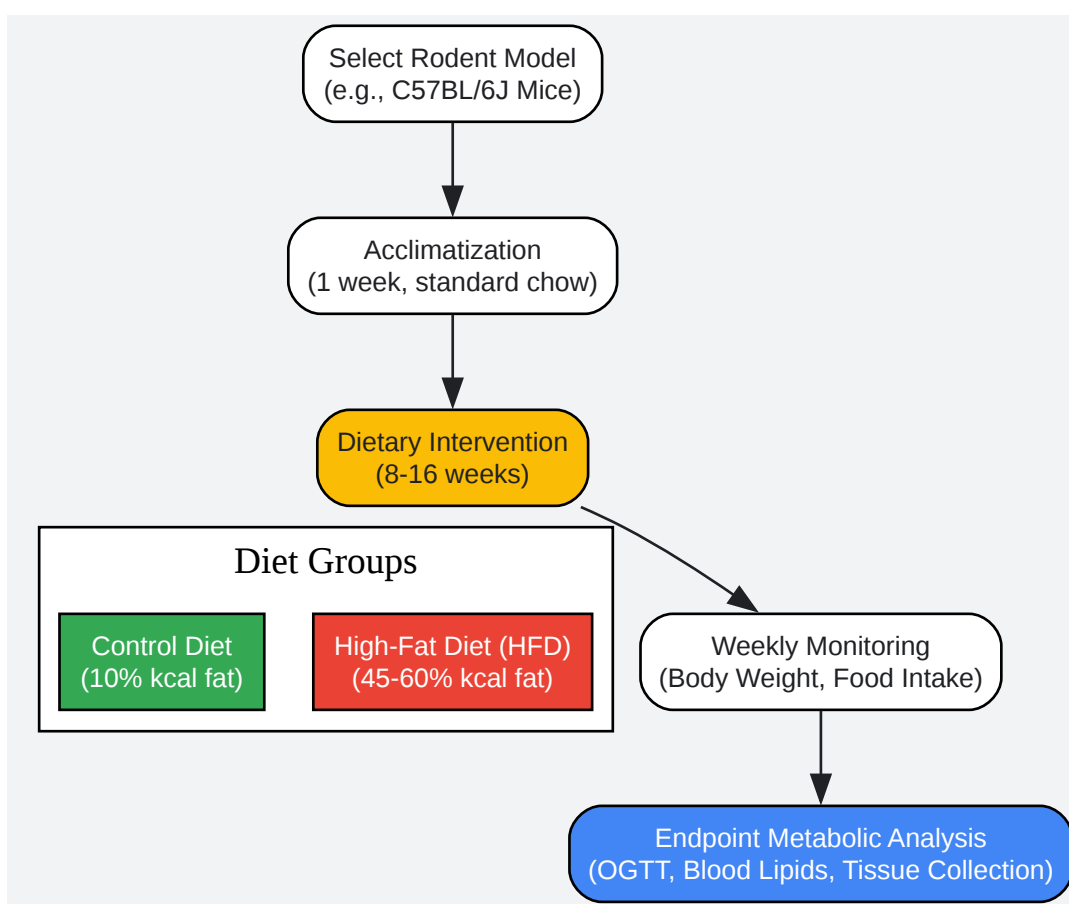 Select Rodent Model
(e.g., C57BL/6J Mice)
Acclimatization
(1 week, standard chow)
Dietary Intervention
(8-16 weeks)
Diet Groups
Control Diet
(10% kcal fat)
High-Fat Diet (HFD)
(45-60% kcal fat)
Weekly Monitoring
(Body Weight, Food Intake)
Endpoint Metabolic Analysis
(OGTT, Blood Lipids, Tissue Collection)